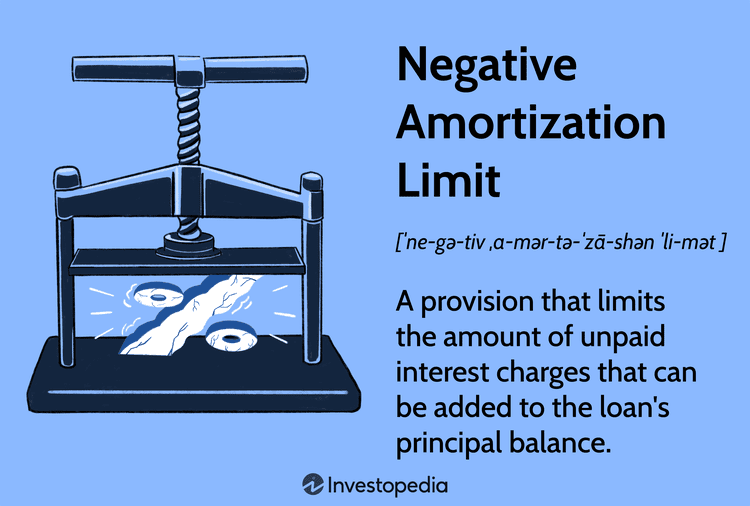 Negative
Amortization
Limit
['ne-gə-tiv ,a-mər-tə-'zā-shən 'li-mət ]
A provision that limits
the amount of unpaid
interest charges that can
be added to the loan's
principal balance.
Investopedia